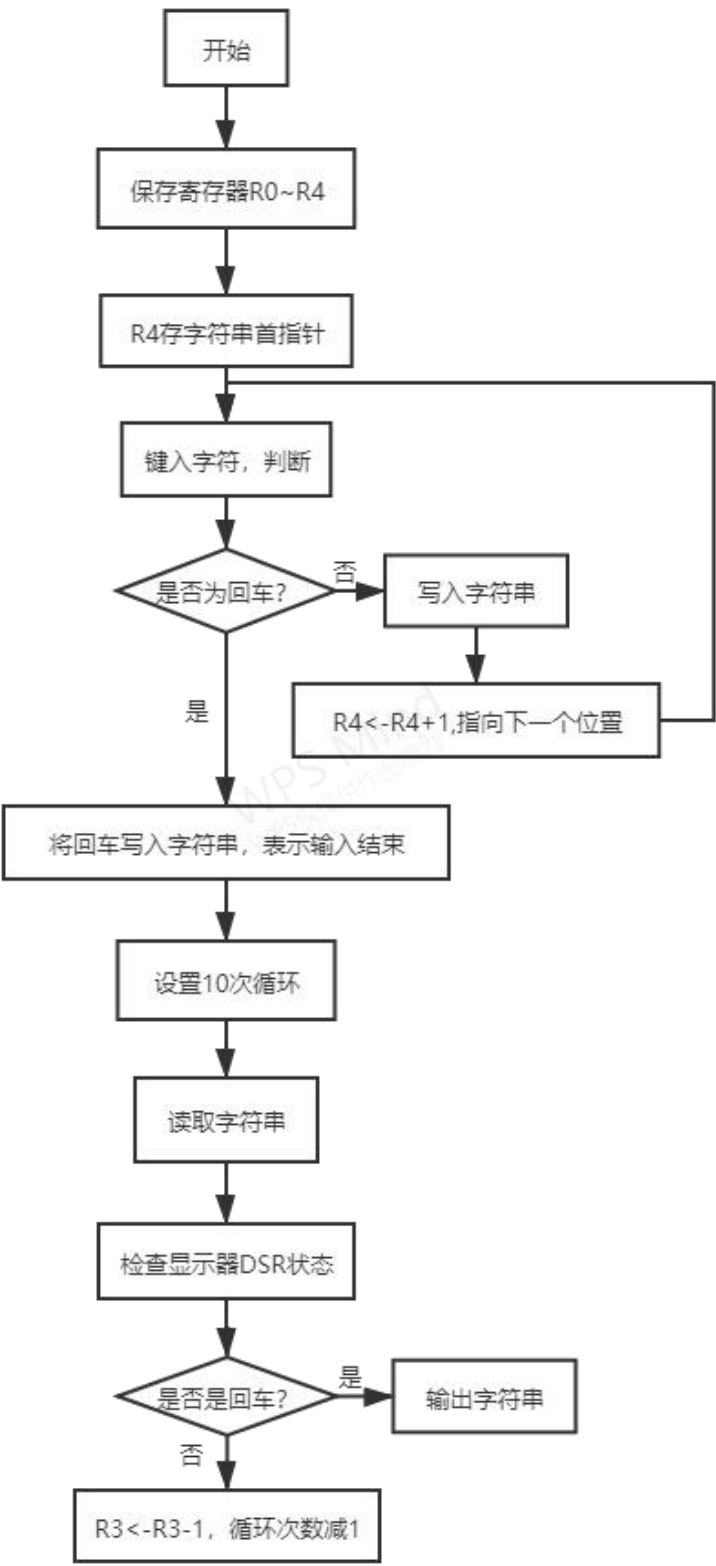 开始
保存寄存器R0~R4
R4存字符串首指针
键入字符，判断
是否为回车？
否
写入字符串
是
R4<-R4+1,指向下一个位置
WPS Mind
将回车写入字符串，表示输入结束
设置10次循环
读取字符串
检查显示器DSR状态
是否是回车？
是
输出字符串
否
R3<-R3-1，循环次数减1